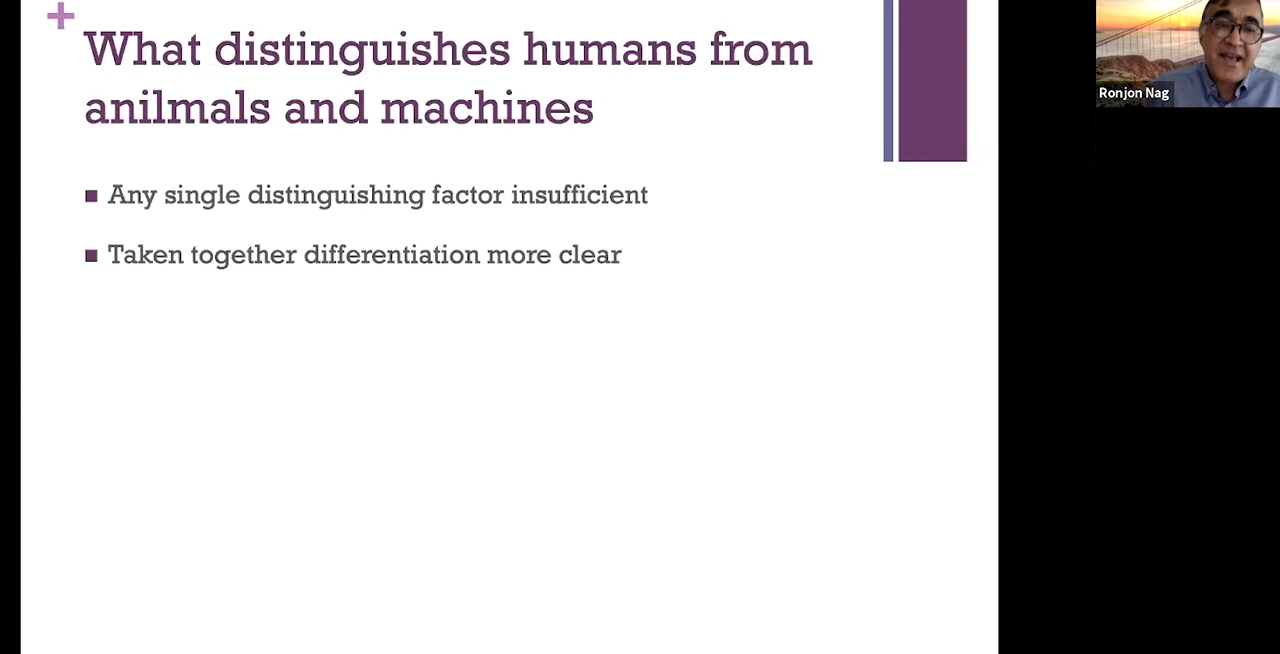 What distinguishes humans from
anilmals and machines
Any single distinguishing factor insufficient
Taken together differentiation more clear
Ronjon Nag